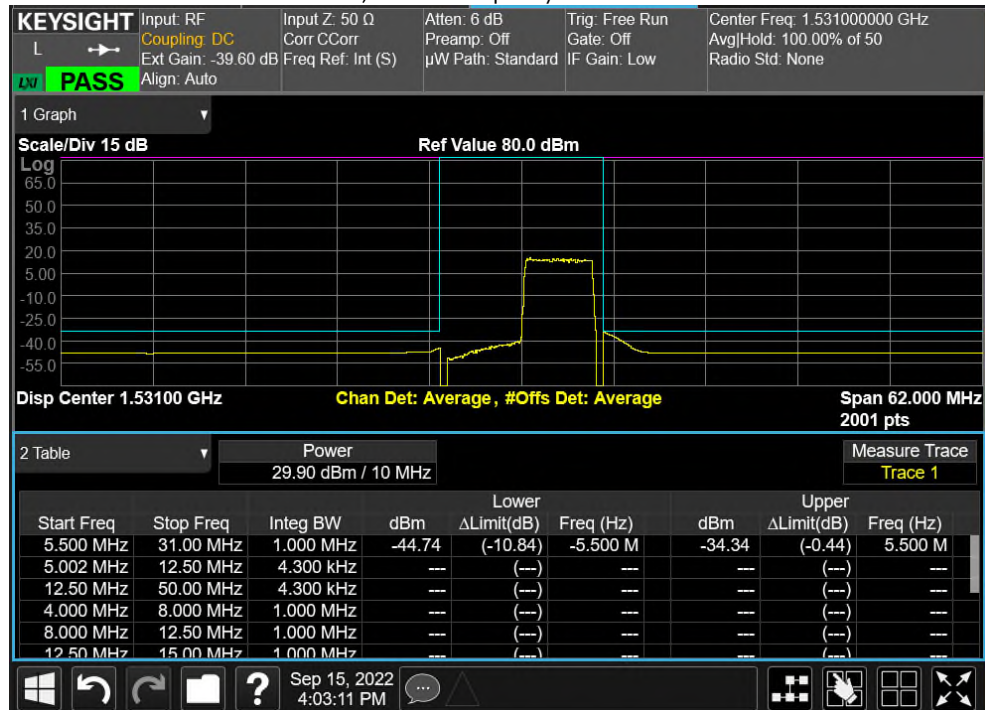 KEYSIGHT Input: RF Input Z: 50 Ω Atten: 6 dB Trig: Free Run Center Freq: 1.531000000 GHz
L Coupling: DC Corr CCorr Preamp: Off Gate: Off Avg|Hold: 100.00% of 50
Ext Gain: -39.60 dB Freq Ref: Int (S) µW Path: Standard IF Gain: Low Radio Std: None
LXI PASS Align: Auto
1 Graph
Scale/Div 15 dB Ref Value 80.0 dBm
Log
65.0
50.0
35.0
20.0
5.00
-10.0
-25.0
-40.0
-55.0
Disp Center 1.53100 GHz Chan Det: Average, #Offs Det: Average Span 62.000 MHz
2001 pts
2 Table Power Measure Trace
29.90 dBm / 10 MHz Trace 1
Lower Upper
Start Freq Stop Freq Integ BW dBm ΔLimit(dB) Freq (Hz) dBm ΔLimit(dB) Freq (Hz)
5.500 MHz 31.00 MHz 1.000 MHz -44.74 (-10.84) -5.500 M -34.34 (-0.44) 5.500 M
5.002 MHz 12.50 MHz 4.300 kHz --- (---) --- --- (---) ---
12.50 MHz 50.00 MHz 4.300 kHz --- (---) --- --- (---) ---
4.000 MHz 8.000 MHz 1.000 MHz --- (---) --- --- (---) ---
8.000 MHz 12.50 MHz 1.000 MHz --- (---) --- --- (---) ---
12.50 MHz 15.00 MHz 1.000 MHz --- (---) --- --- (---) ---
? Sep 15, 2022
4:03:11 PM